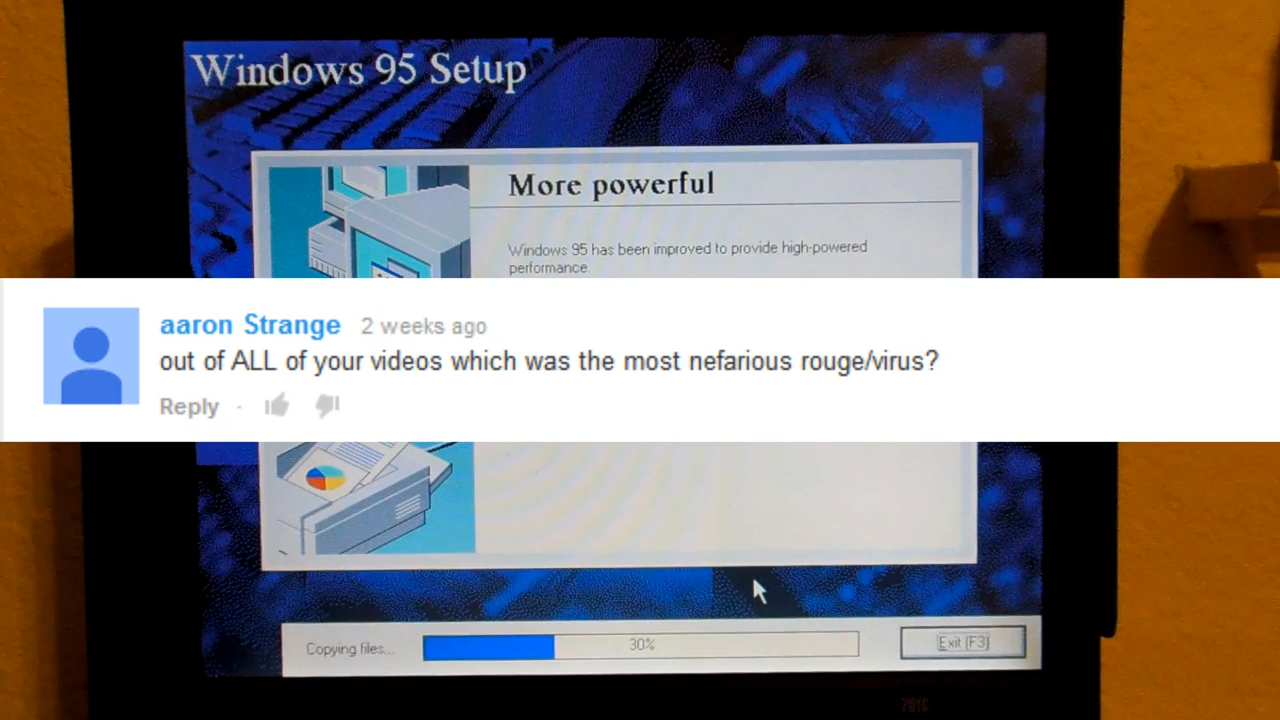 Windows 95 Setup
More powerful
Windows 95 has been improved to provide high-powered
performance.
aaron Strange 2 weeks ago
out of ALL of your videos which was the most nefarious rouge/virus?
Reply ·
Copying files... 30% Exit (F3)